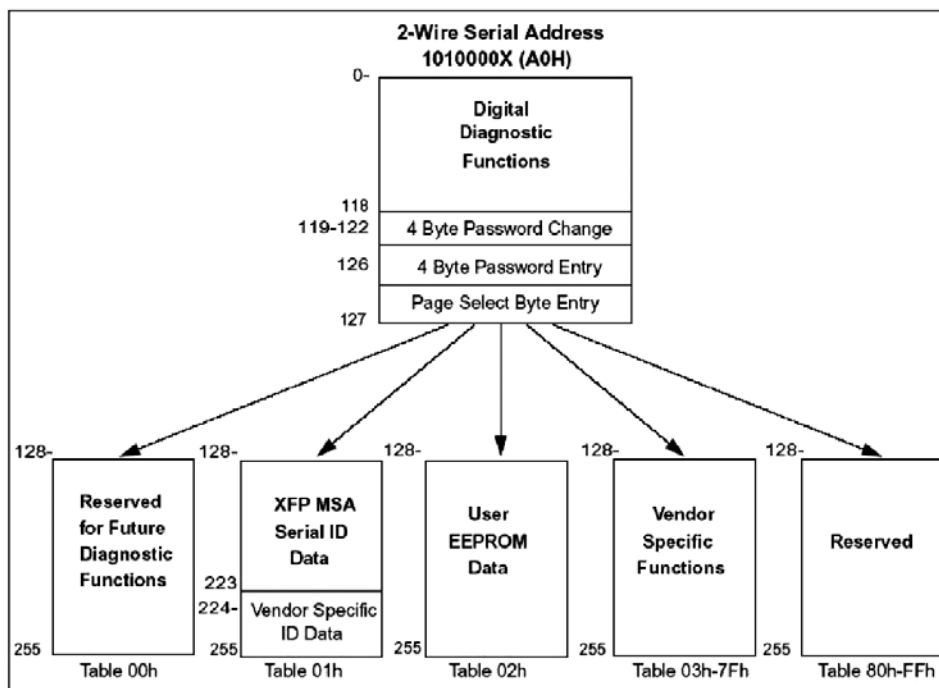 2-Wire Serial Address
1010000X (A0H)
0-
Digital
Diagnostic
Functions
118
119-122
4 Byte Password Change
126
4 Byte Password Entry
Page Select Byte Entry
127
128-
Reserved
for Future
Diagnostic
Functions
255
Table 00h
128-
XFP MSA
Serial ID
Data
223
224-
Vendor Specific
ID Data
255
Table 01h
128-
User
EEPROM
Data
255
Table 02h
128-
Vendor
Specific
Functions
255
Table 03h-7Fh
128-
Reserved
255
Table 80h-FFh